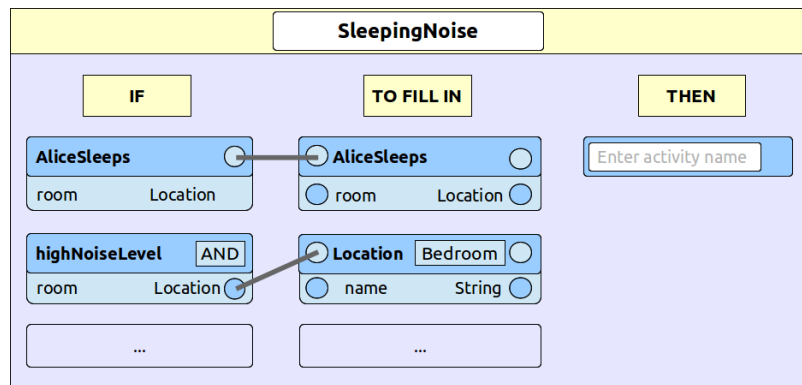 SleepingNoise
IF
TO FILL IN
THEN
AliceSleeps
room Location
highNoiseLevel AND
room Location
...
AliceSleeps
room Location
Location Bedroom
name String
...
Enter activity name